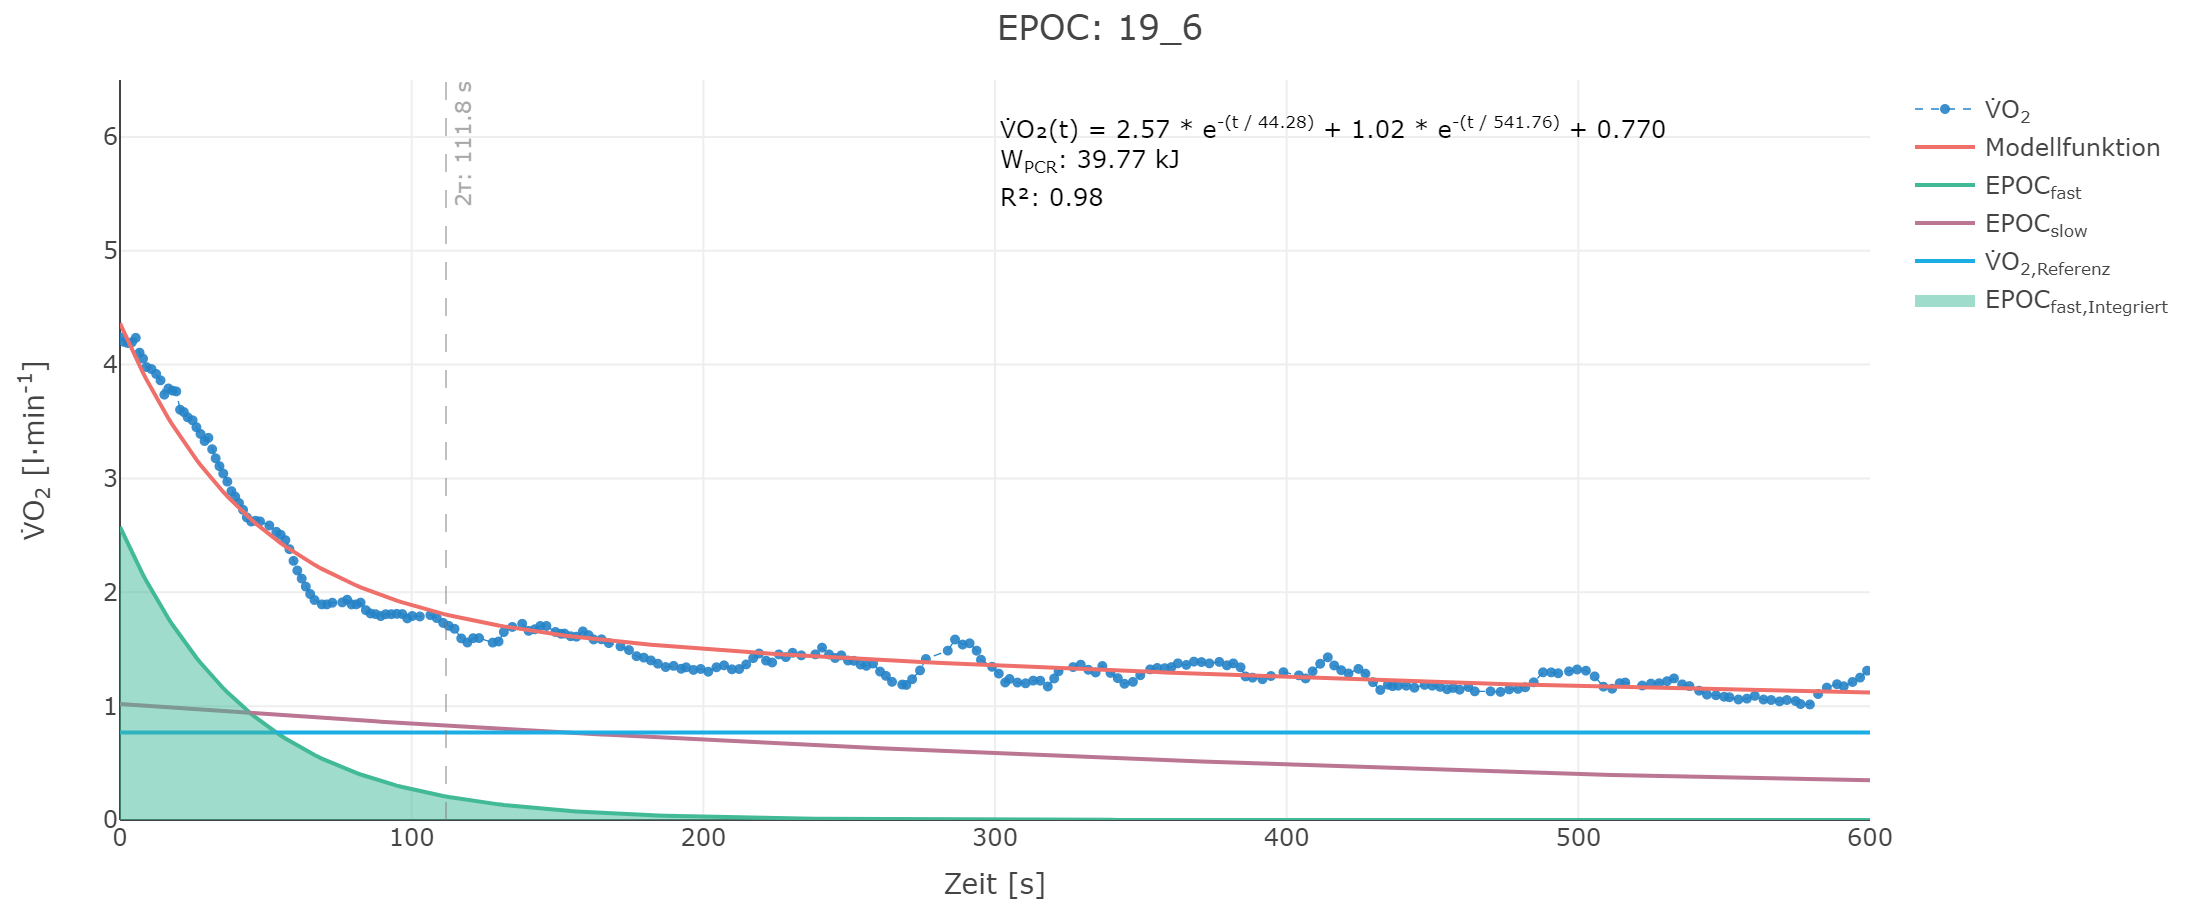 EPOC: 19_6
2τ: 111.8 s
V̇O₂(t) = 2.57 * e^-(t / 44.28) + 1.02 * e^-(t / 541.76) + 0.770
W_PCR: 39.77 kJ
R²: 0.98
V̇O₂
Modellfunktion
EPOC_fast
EPOC_slow
V̇O₂,Referenz
EPOC_fast,Integriert
V̇O₂ [l·min⁻¹]
6
5
4
3
2
1
0
0 100 200 300 400 500 600
Zeit [s]